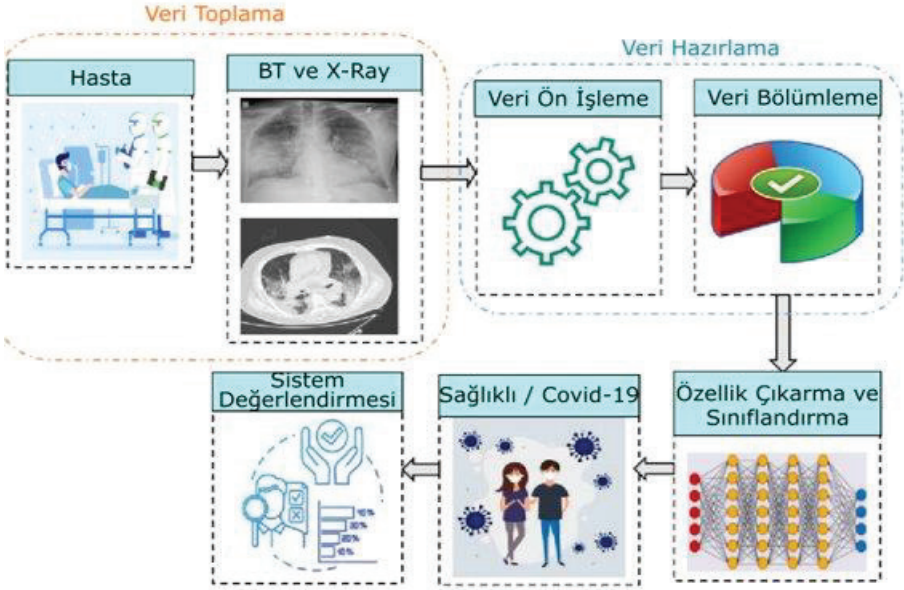 Veri Toplama
Veri Hazırlama
Hasta
BT ve X-Ray
Veri Ön İşleme
Veri Bölümleme
Sistem
Değerlendirmesi
Sağlıklı / Covid-19
Özellik Çıkarma ve
Sınıflandırma